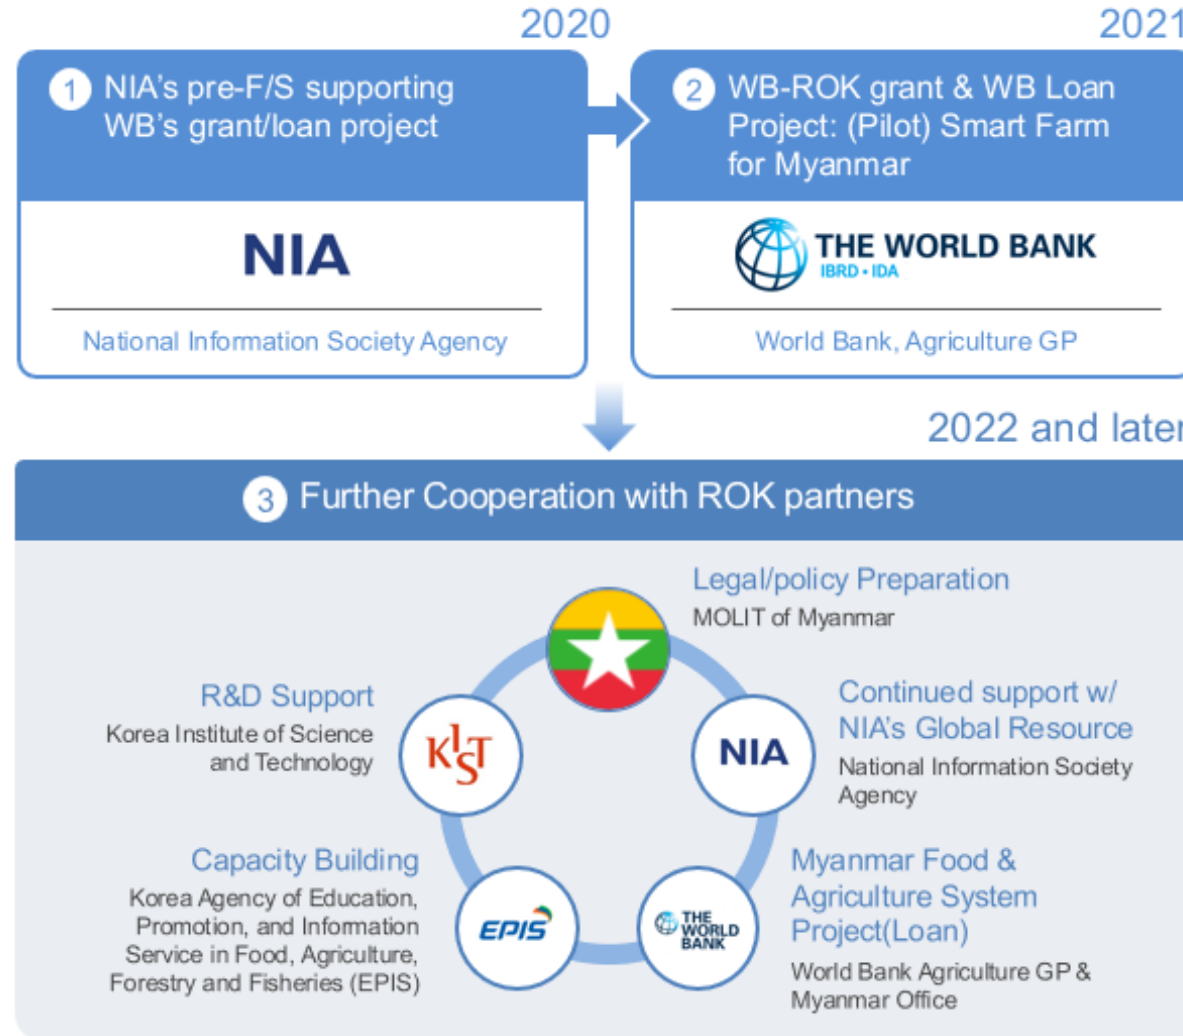 2020
2021
1 NIA's pre-F/S supporting
WB's grant/loan project
NIA
National Information Society Agency
2 WB-ROK grant & WB Loan
Project: (Pilot) Smart Farm
for Myanmar
THE WORLD BANK
IBRD • IDA
World Bank, Agriculture GP
2022 and later
3 Further Cooperation with ROK partners
Legal/policy Preparation
MOLIT of Myanmar
R&D Support
Korea Institute of Science
and Technology
KIST
NIA
Continued support w/
NIA's Global Resource
National Information Society
Agency
Capacity Building
Korea Agency of Education,
Promotion, and Information
Service in Food, Agriculture,
Forestry and Fisheries (EPIS)
EPIS
THE
WORLD
BANK
Myanmar Food &
Agriculture System
Project(Loan)
World Bank Agriculture GP &
Myanmar Office